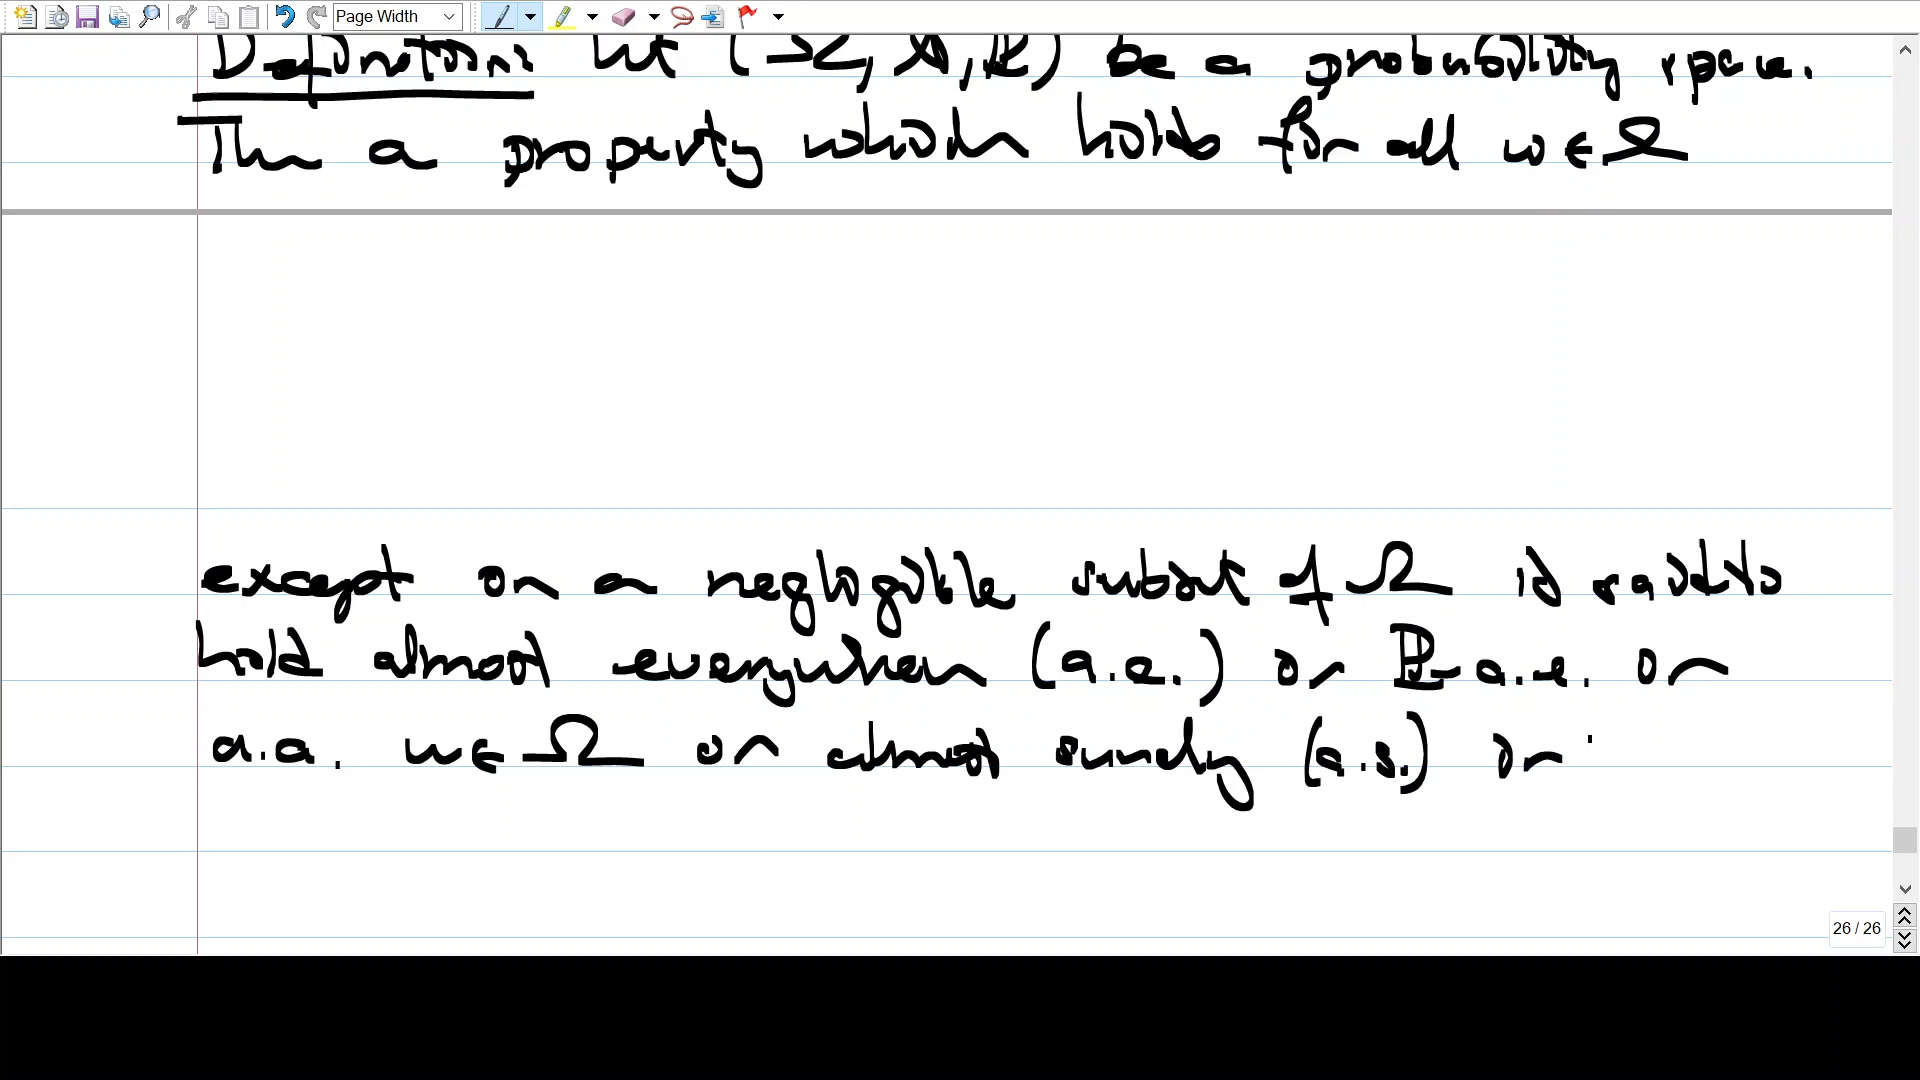 Page Width
Definition: Let (Ω, A, ℙ) be a probability space.
Then a property which holds for all ω ∈ Ω
except on a negligible subset of Ω is said to
hold almost everywhere (a.e.) or ℙ-a.e. or
a.a. ω ∈ Ω or almost surely (a.s.) or
26 / 26